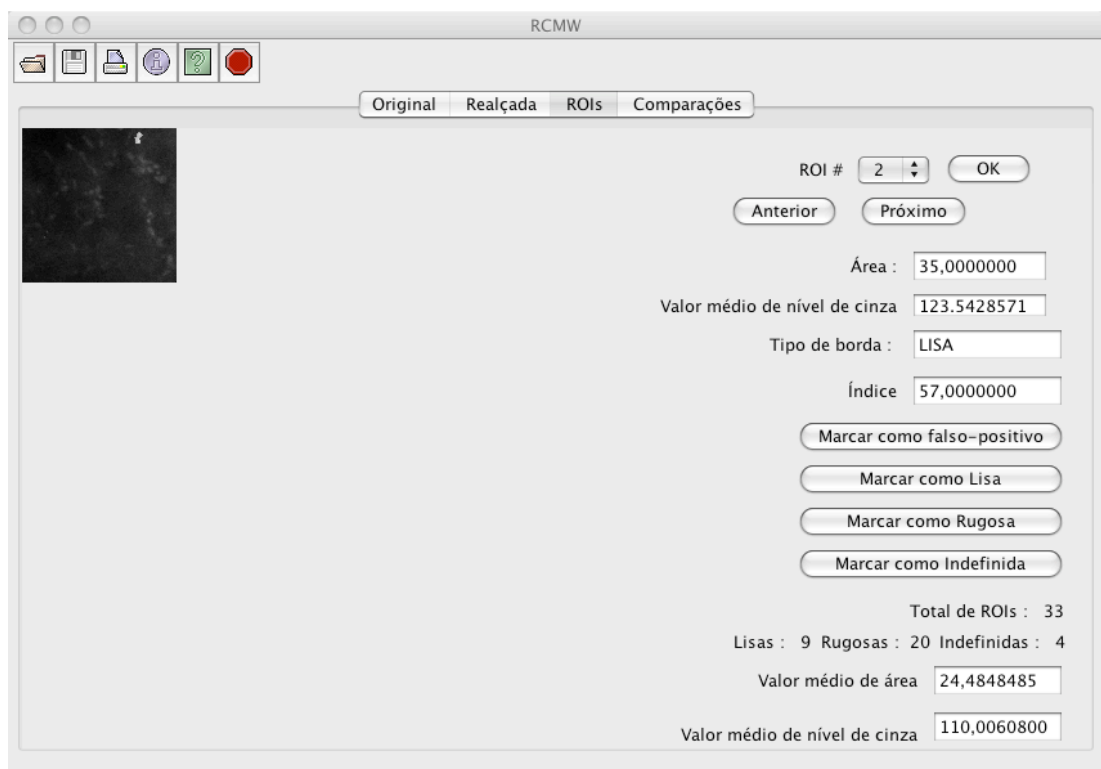 RCMW
Original Realçada ROIs Comparações
ROI # 2 OK
Anterior Próximo
Área : 35,0000000
Valor médio de nível de cinza 123.5428571
Tipo de borda : LISA
Índice 57,0000000
Marcar como falso-positivo
Marcar como Lisa
Marcar como Rugosa
Marcar como Indefinida
Total de ROIs : 33
Lisas : 9 Rugosas : 20 Indefinidas : 4
Valor médio de área 24,4848485
Valor médio de nível de cinza 110,0060800